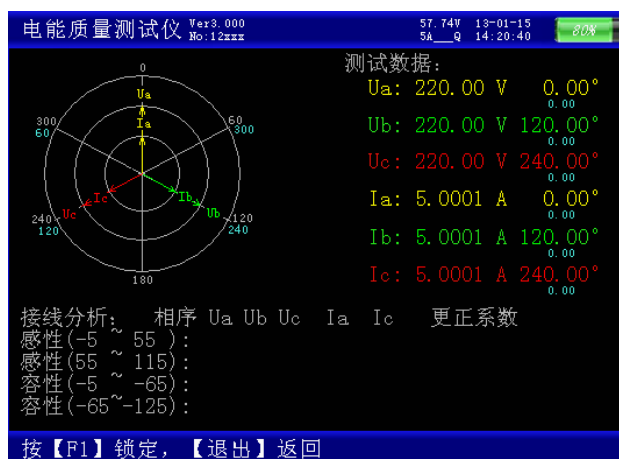 电能质量测试仪 Ver3.000 57.74V 13-01-15 80%
No:12xxx 5A__Q 14:20:40
测试数据:
Ua: 220.00 V 0.00°
0.00
Ub: 220.00 V 120.00°
0.00
Uc: 220.00 V 240.00°
0.00
Ia: 5.0001 A 0.00°
0.00
Ib: 5.0001 A 120.00°
0.00
Ic: 5.0001 A 240.00°
0.00
0
Ua
300 60
60 300
Ia
Ic Ib
Uc Ub
240 120
120 240
180
接线分析: 相序 Ua Ub Uc Ia Ic 更正系数
感性(-5 ~ 55 ):
感性(55 ~ 115):
容性(-5 ~ -65):
容性(-65~-125):
按【F1】锁定，【退出】返回